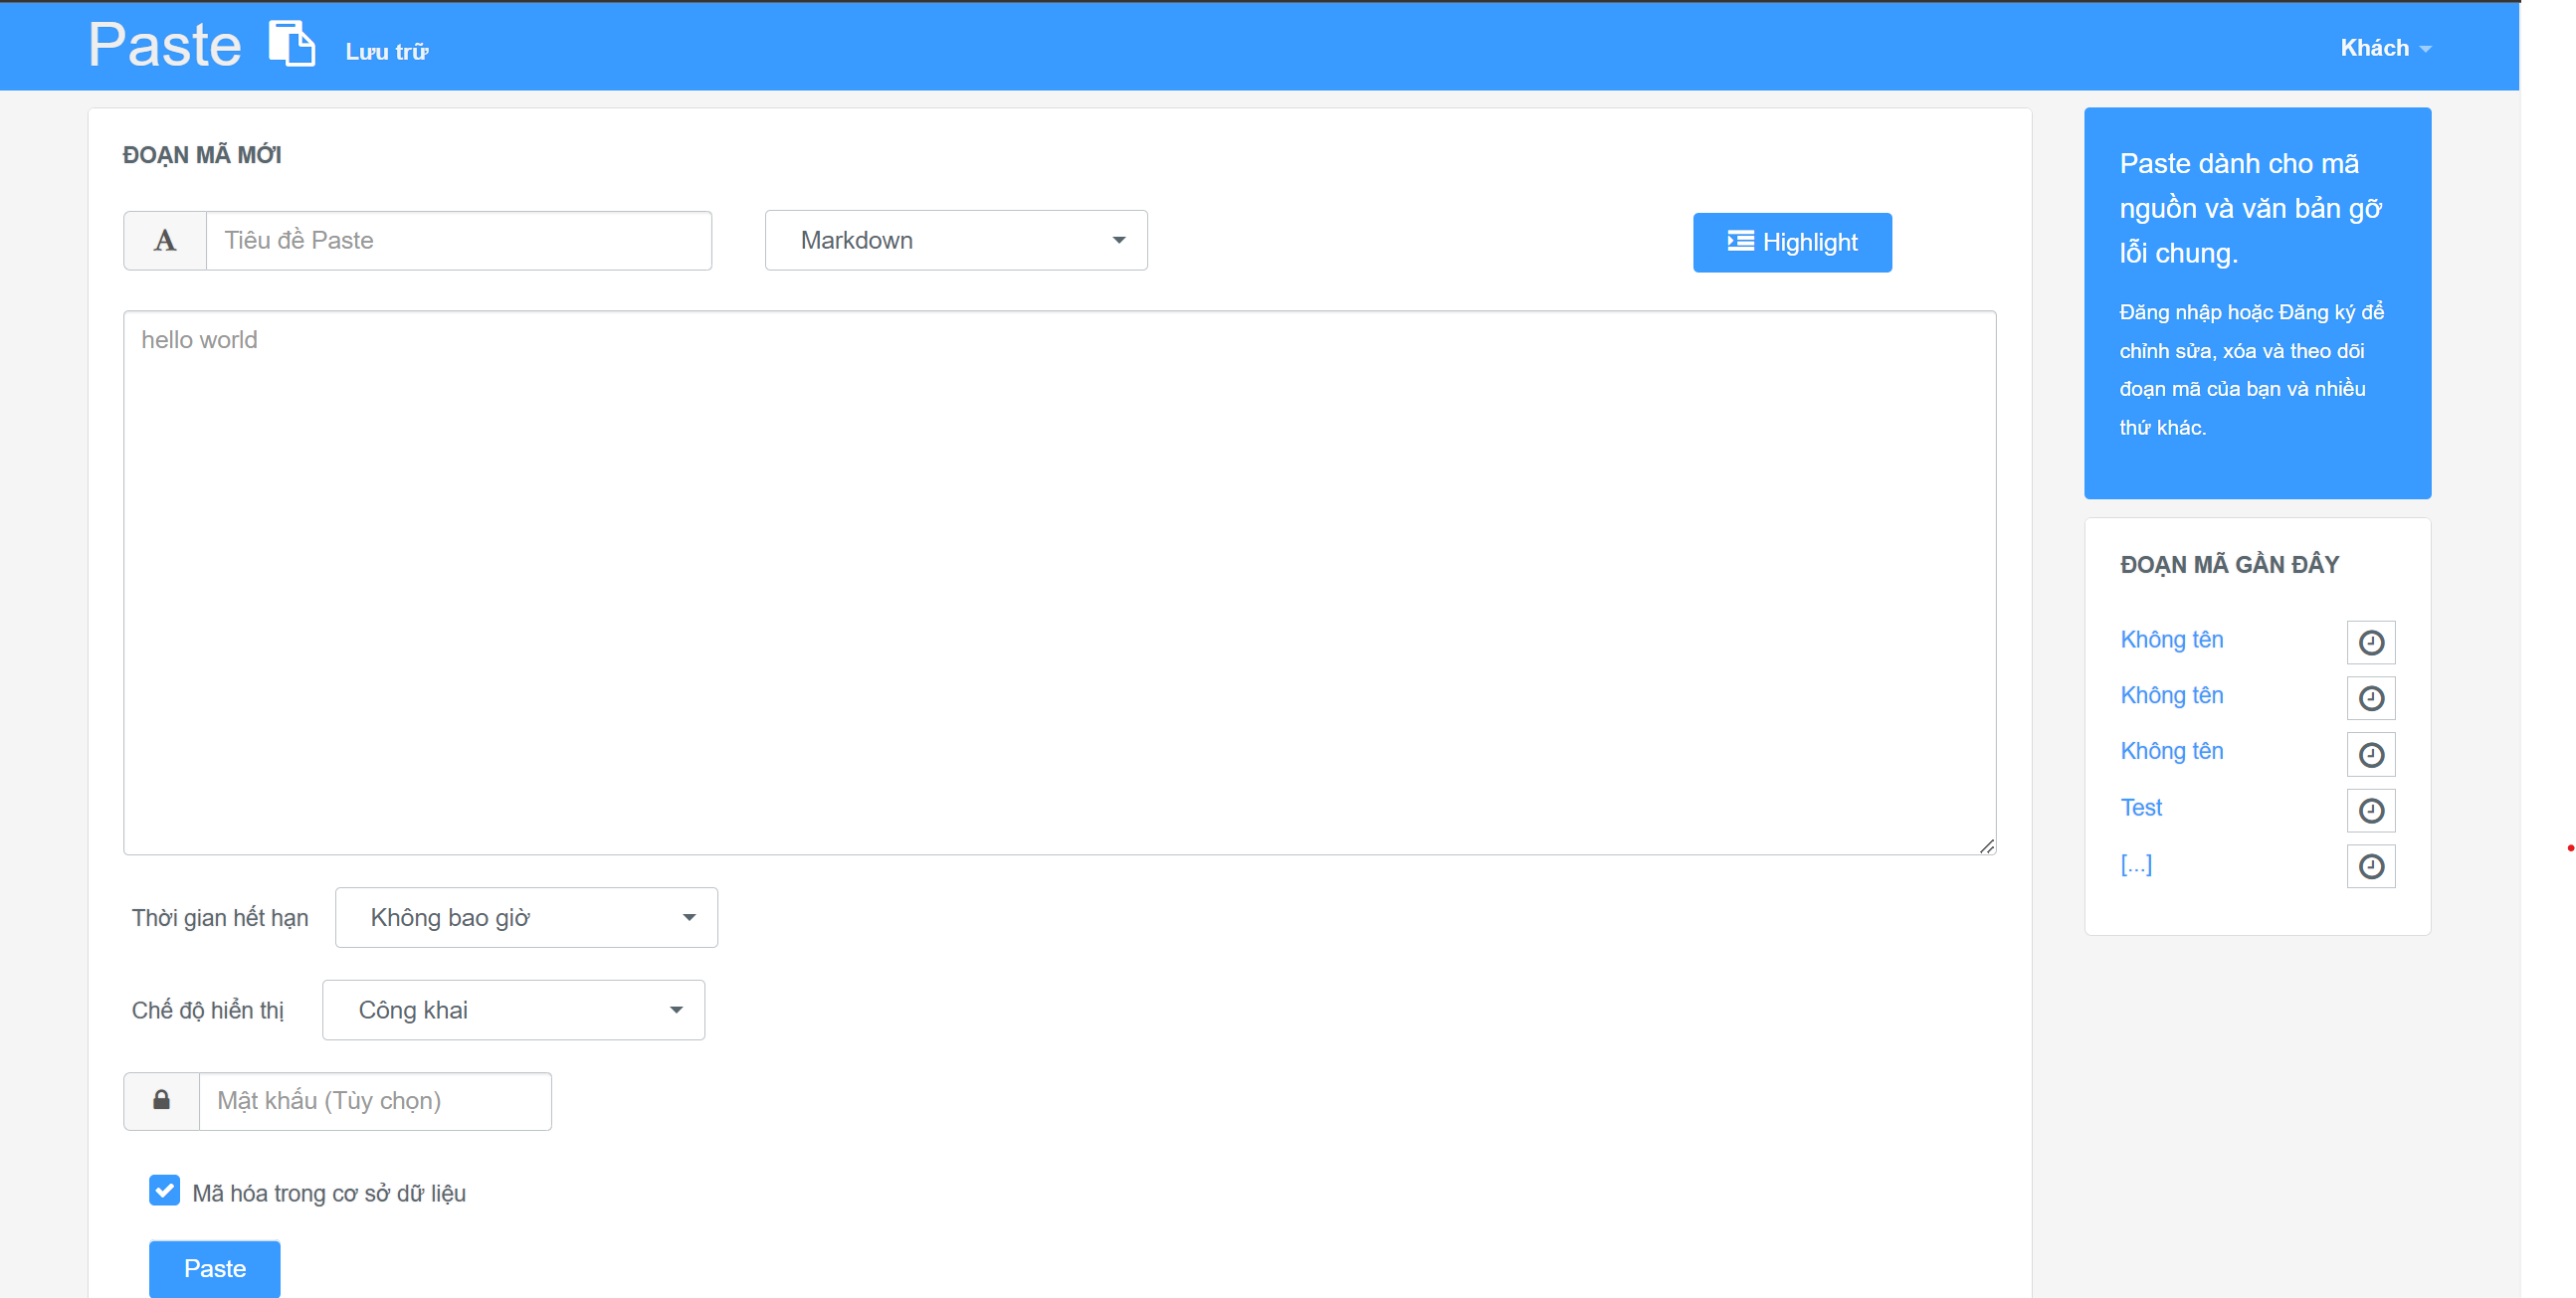 Paste
Lưu trữ
Khách
ĐOẠN MÃ MỚI
Tiêu đề Paste
Markdown
Highlight
hello world
Thời gian hết hạn
Không bao giờ
Chế độ hiển thị
Công khai
Mật khẩu (Tùy chọn)
Mã hóa trong cơ sở dữ liệu
Paste
Paste dành cho mã
nguồn và văn bản gỡ
lỗi chung.
Đăng nhập hoặc Đăng ký để
chỉnh sửa, xóa và theo dõi
đoạn mã của bạn và nhiều
thứ khác.
ĐOẠN MÃ GẦN ĐÂY
Không tên
Không tên
Không tên
Test
[...]